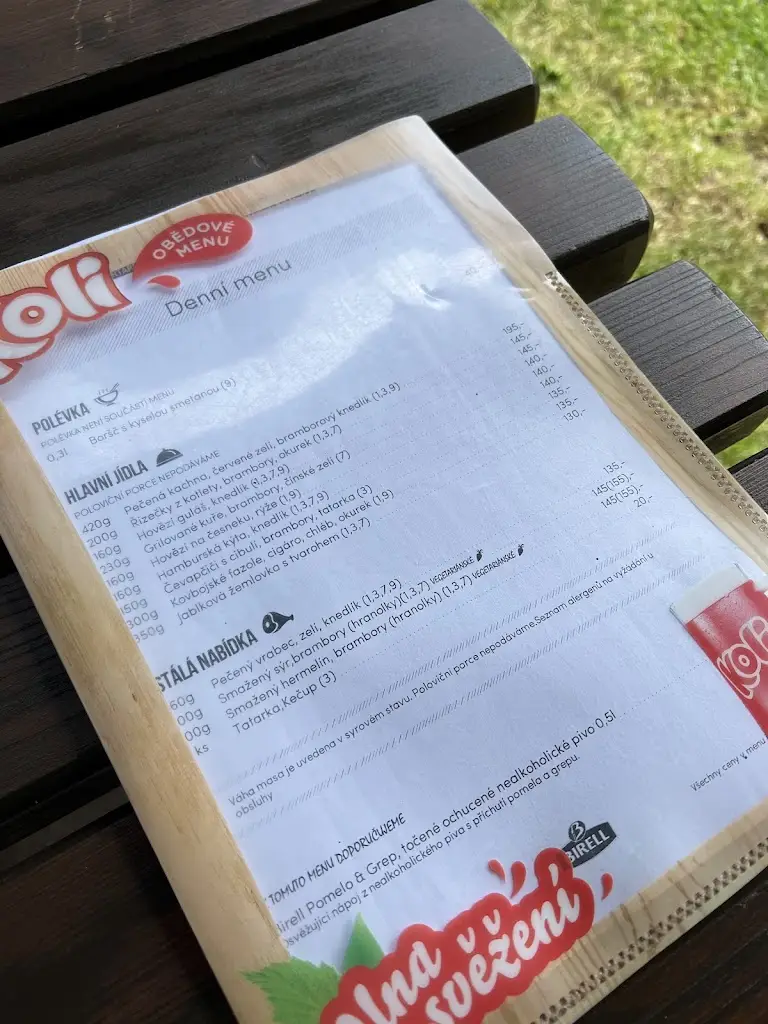 Koli
OBĚDOVÉ
MENU
Denní menu
POLÉVKA
POLÉVKA NENÍ SOUČÁSTÍ MENU
0,3l Boršč s kyselou smetanou (9)
HLAVNÍ JÍDLA
POLOVIČNÍ PORCE NEPODÁVÁME
420g Pečená kachna, červené zelí, bramborový knedlík (1,3,9) 195,-
200g Řízečky z kotlety, brambory, okurek (1,3,7) 145,-
160g Hovězí guláš, knedlík (1,3,7,9) 145,-
230g Grilované kuře, brambory, čínské zelí (7) 140,-
160g Hovězí na česneku, rýže (1,9) 140,-
160g Hamburská kýta, knedlík (1,3,7,9) 140,-
150g Čevapčiči s cibulí, brambory, tatarka (3) 135,-
300g Kovbojské fazole, cigáro, chléb, okurek (1,9) 135,-
350g Jablková žemlovka s tvarohem (1,3,7) 130,-
STÁLÁ NABÍDKA
60g Pečený vrabec, zelí, knedlík (1,3,7,9) 135,-
00g Smažený sýr,brambory (hranolky)(1,3,7) VEGETARIÁNSKÉ 145(155),-
00g Smažený hermelín, brambory (hranolky) (1,3,7) VEGETARIÁNSKÉ 145(155),-
ks Tatarka,Kečup (3) 20,-
Váha masa je uvedena v syrovém stavu. Poloviční porce nepodáváme.Seznam alergenů na vyžádání u
obsluhy
Všechny ceny v menu
TOMUTO MENU DOPORUČUJEME
Birell Pomelo & Grep, točené ochucené nealkoholické pivo 0,5l
osvěžující nápoj z nealkoholického piva s příchutí pomela a grepu.
BIRELL
svěžení